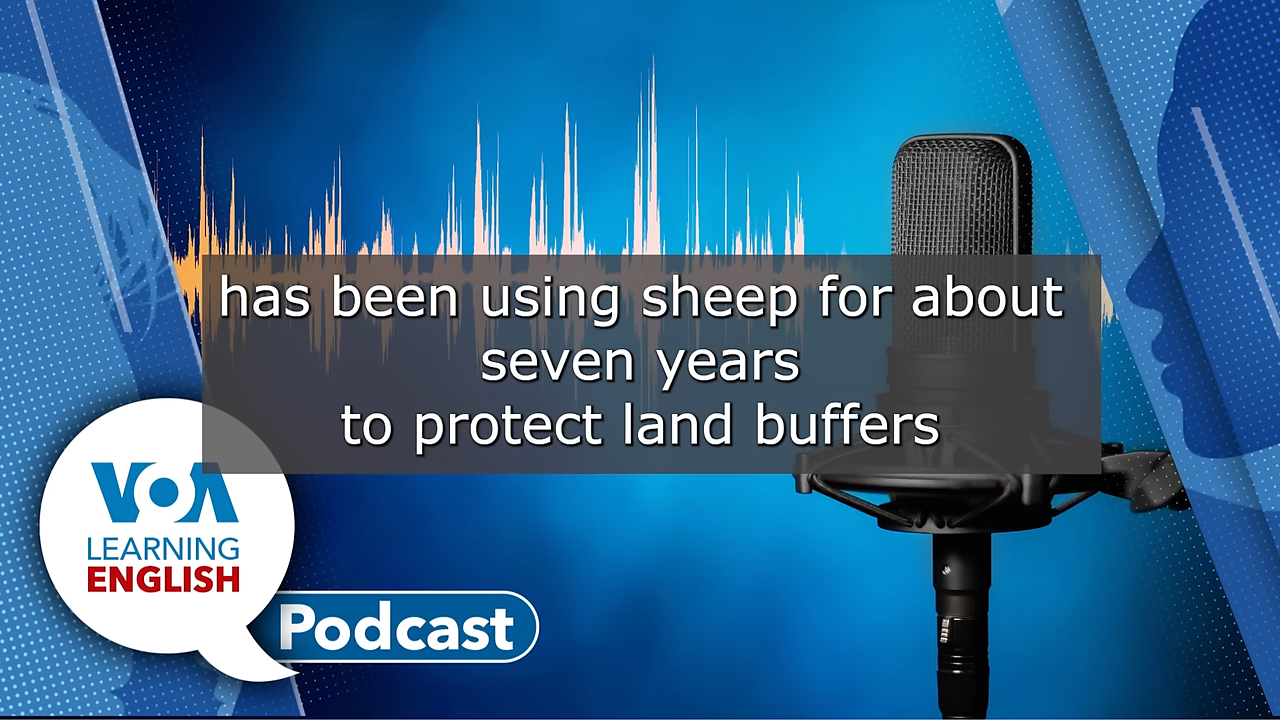 has been using sheep for about
seven years
to protect land buffers
VOA
LEARNING
ENGLISH
Podcast